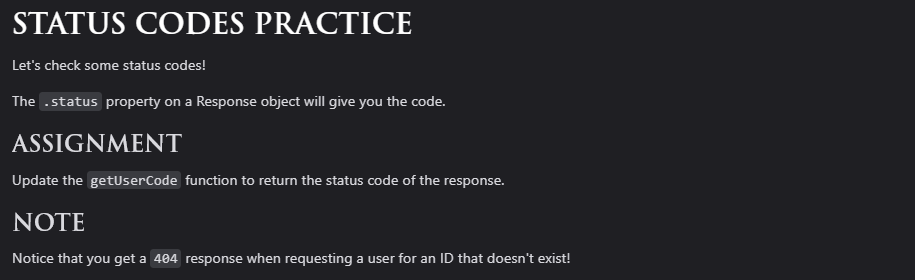 STATUS CODES PRACTICE
Let's check some status codes!
The .status property on a Response object will give you the code.
ASSIGNMENT
Update the getUserCode function to return the status code of the response.
NOTE
Notice that you get a 404 response when requesting a user for an ID that doesn't exist!